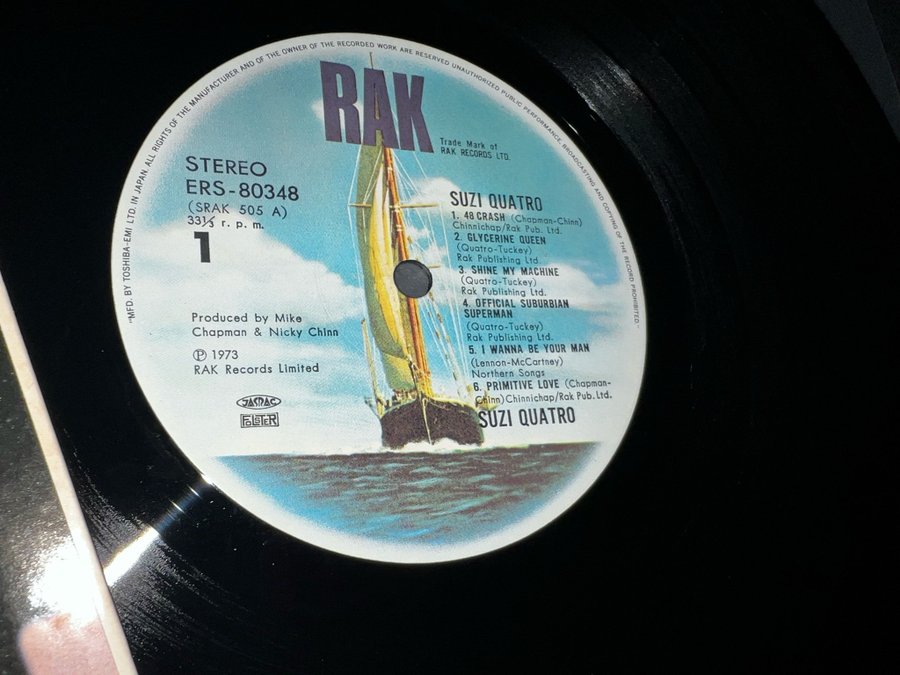 "MFD. BY TOSHIBA-EMI LTD. IN JAPAN. ALL RIGHTS OF THE MANUFACTURER AND OF THE OWNER OF THE RECORDED WORK ARE RESERVED UNAUTHORIZED PUBLIC PERFORMANCE, BROADCASTING AND COPYING OF THE RECORD PROHIBITED"
RAK
Trade Mark of
RAK RECORDS LTD.
STEREO
ERS-80348
(SRAK 505 A)
33⅓ r. p. m.
1
Produced by Mike
Chapman & Nicky Chinn
Ⓟ 1973
RAK Records Limited
JASRAC
FOLSTER
SUZI QUATRO
1. 48 CRASH (Chapman-Chinn)
Chinnichap/Rak Pub. Ltd.
2. GLYCERINE QUEEN
(Quatro-Tuckey)
Rak Publishing Ltd.
3. SHINE MY MACHINE
(Quatro-Tuckey)
Rak Publishing Ltd.
4. OFFICIAL SUBURBIAN
SUPERMAN
(Quatro-Tuckey)
Rak Publishing Ltd.
5. I WANNA BE YOUR MAN
(Lennon-McCartney)
Northern Songs
6. PRIMITIVE LOVE (Chapman-
Chinn) Chinnichap/Rak Pub. Ltd.
SUZI QUATRO